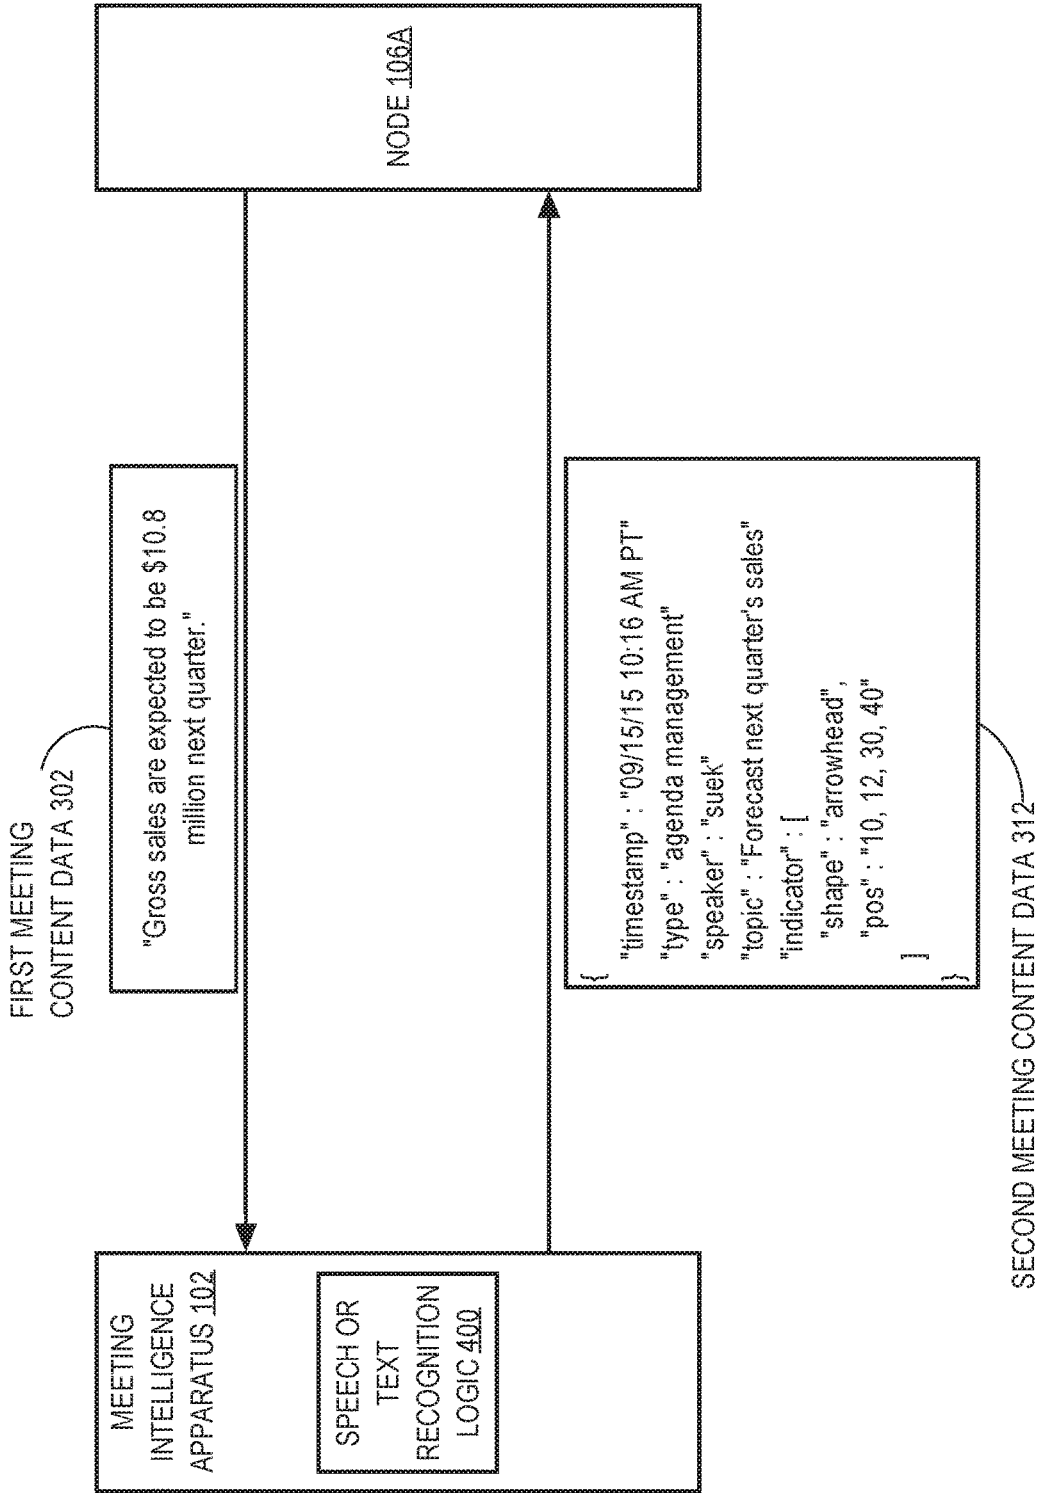 FIRST MEETING
CONTENT DATA 302
MEETING
INTELLIGENCE
APPARATUS 102
SPEECH OR
TEXT
RECOGNITION
LOGIC 400
"Gross sales are expected to be $10.8
million next quarter."
NODE 106A
{
"timestamp" : "09/15/15 10:16 AM PT"
"type" : "agenda management"
"speaker" : "suek"
"topic" : "Forecast next quarter's sales"
"indicator" : [
"shape" : "arrowhead",
"pos" : "10, 12, 30, 40"
]
}
SECOND MEETING CONTENT DATA 312